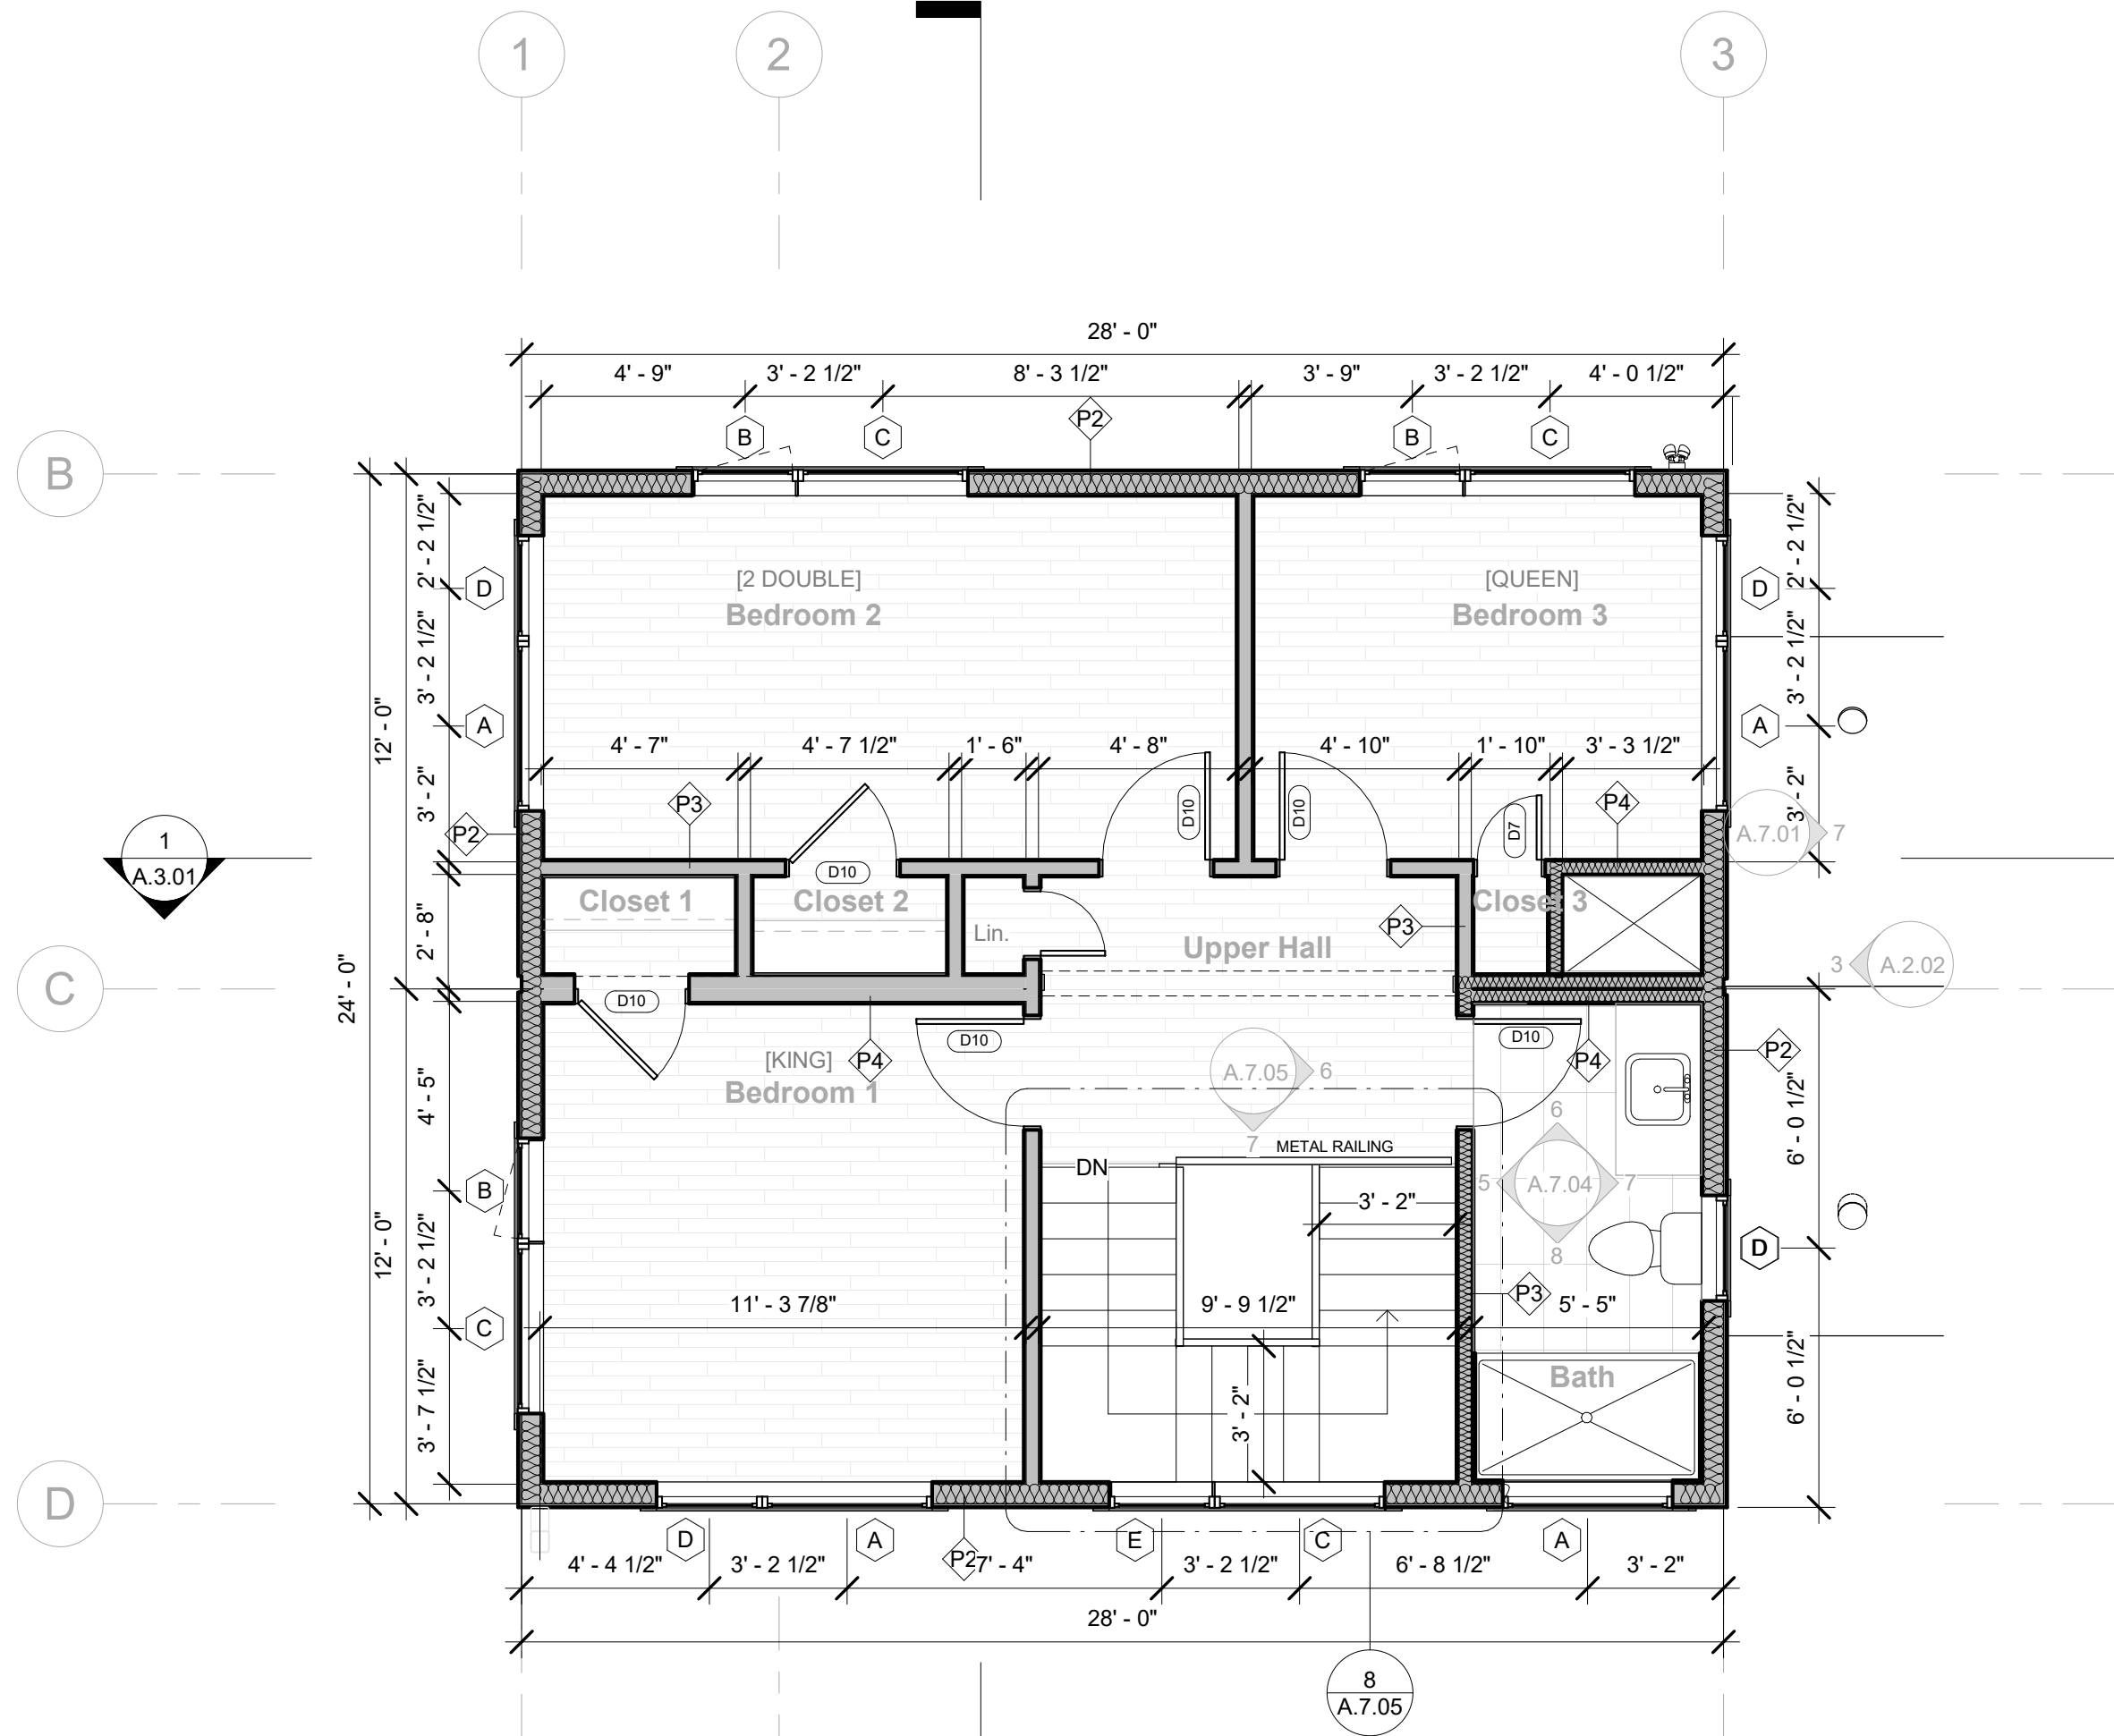 1
2
3
28' - 0"
4' - 9"
3' - 2 1/2"
8' - 3 1/2"
3' - 9"
3' - 2 1/2"
4' - 0 1/2"
P2
B
C
B
C
B
2' - 2 1/2"
3' - 2 1/2"
3' - 2"
2' - 8"
12' - 0"
24' - 0"
D
A
P2
[2 DOUBLE]
Bedroom 2
[QUEEN]
Bedroom 3
D
A
2' - 2 1/2"
3' - 2 1/2"
3' - 2"
4' - 7"
4' - 7 1/2"
1' - 6"
4' - 8"
4' - 10"
1' - 10"
3' - 3 1/2"
P3
D10
D10
D10
D7
P4
A.7.01
7
1
A.3.01
Closet 1
Closet 2
Closet 3
Lin.
Upper Hall
P3
3
A.2.02
C
D10
D10
D10
[KING]
Bedroom 1
P4
P4
P2
A.7.05
6
7
METAL RAILING
DN
3' - 2"
6
5
A.7.04
7
8
4' - 5"
3' - 2 1/2"
3' - 7 1/2"
12' - 0"
B
C
D
6' - 0 1/2"
6' - 0 1/2"
P3
11' - 3 7/8"
9' - 9 1/2"
5' - 5"
3' - 2"
Bath
D
D
A
P2
E
C
A
4' - 4 1/2"
3' - 2 1/2"
7' - 4"
3' - 2 1/2"
6' - 8 1/2"
3' - 2"
28' - 0"
8
A.7.05